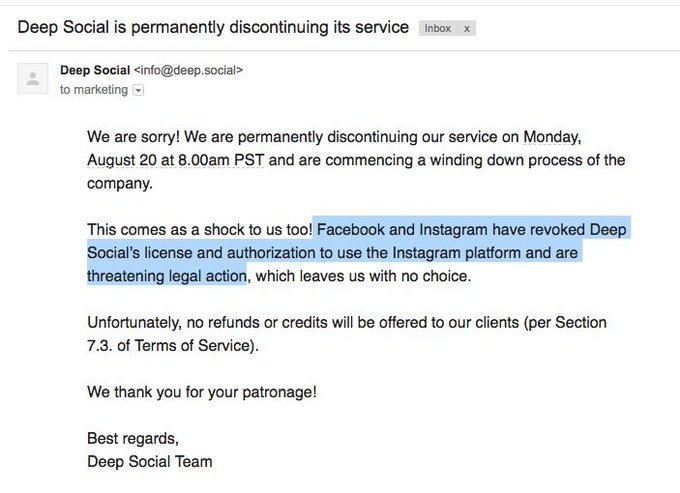 Deep Social is permanently discontinuing its service Inbox x
Deep Social <info@deep.social>
to marketing
We are sorry! We are permanently discontinuing our service on Monday,
August 20 at 8.00am PST and are commencing a winding down process of the
company.
This comes as a shock to us too! Facebook and Instagram have revoked Deep
Social’s license and authorization to use the Instagram platform and are
threatening legal action, which leaves us with no choice.
Unfortunately, no refunds or credits will be offered to our clients (per Section
7.3. of Terms of Service).
We thank you for your patronage!
Best regards,
Deep Social Team